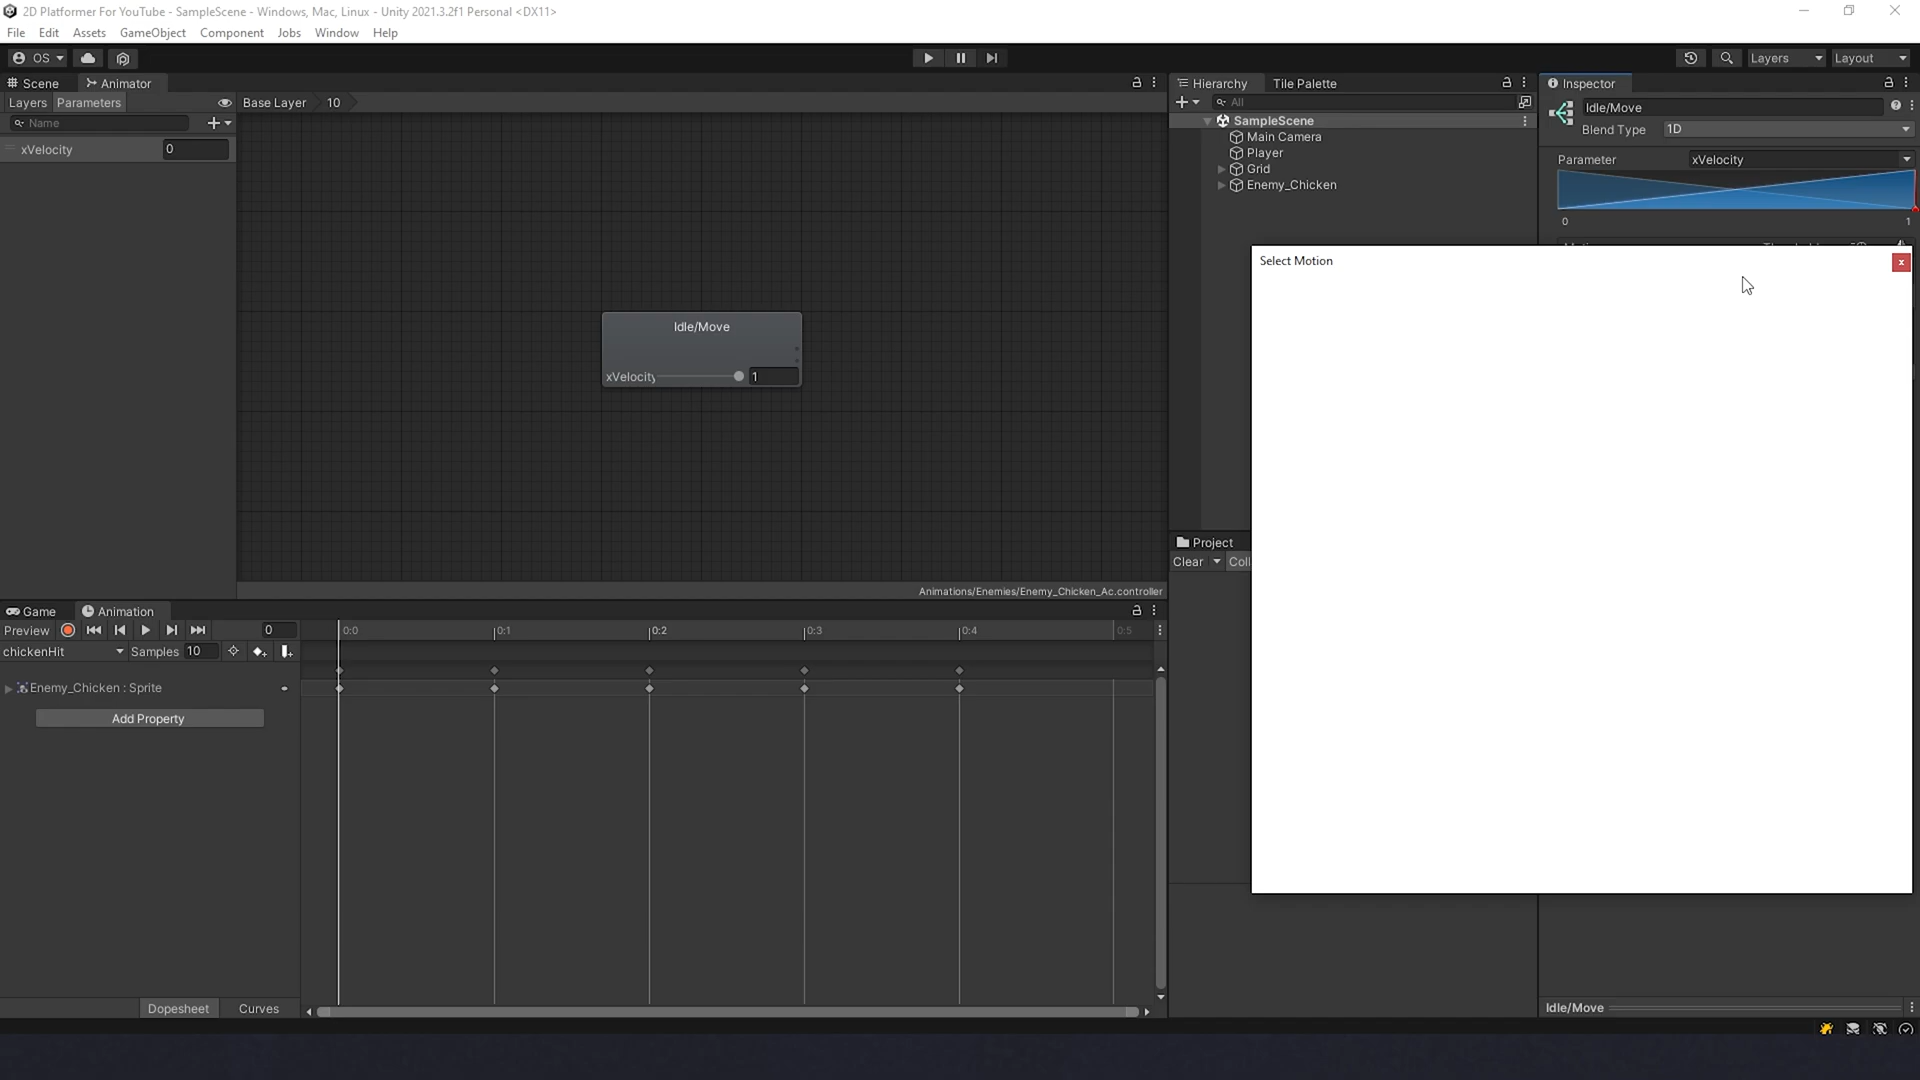 2D Platformer For YouTube - SampleScene - Windows, Mac, Linux - Unity 2021.3.2f1 Personal <DX11>
File Edit Assets GameObject Component Jobs Window Help
OS Layers Layout
Scene Animator
Layers Parameters Base Layer 10
Name
xVelocity 0
Idle/Move
xVelocity 1
Animations/Enemies/Enemy_Chicken_Ac.controller
Hierarchy Tile Palette
All
SampleScene
Main Camera
Player
Grid
Enemy_Chicken
Inspector
Idle/Move
Blend Type 1D
Parameter xVelocity
0 1
Select Motion
x
Project
Clear
Game Animation
Preview 0 0:0 0:1 0:2 0:3 0:4 0:5
chickenHit Samples 10
Enemy_Chicken : Sprite
Add Property
Dopesheet Curves
Idle/Move